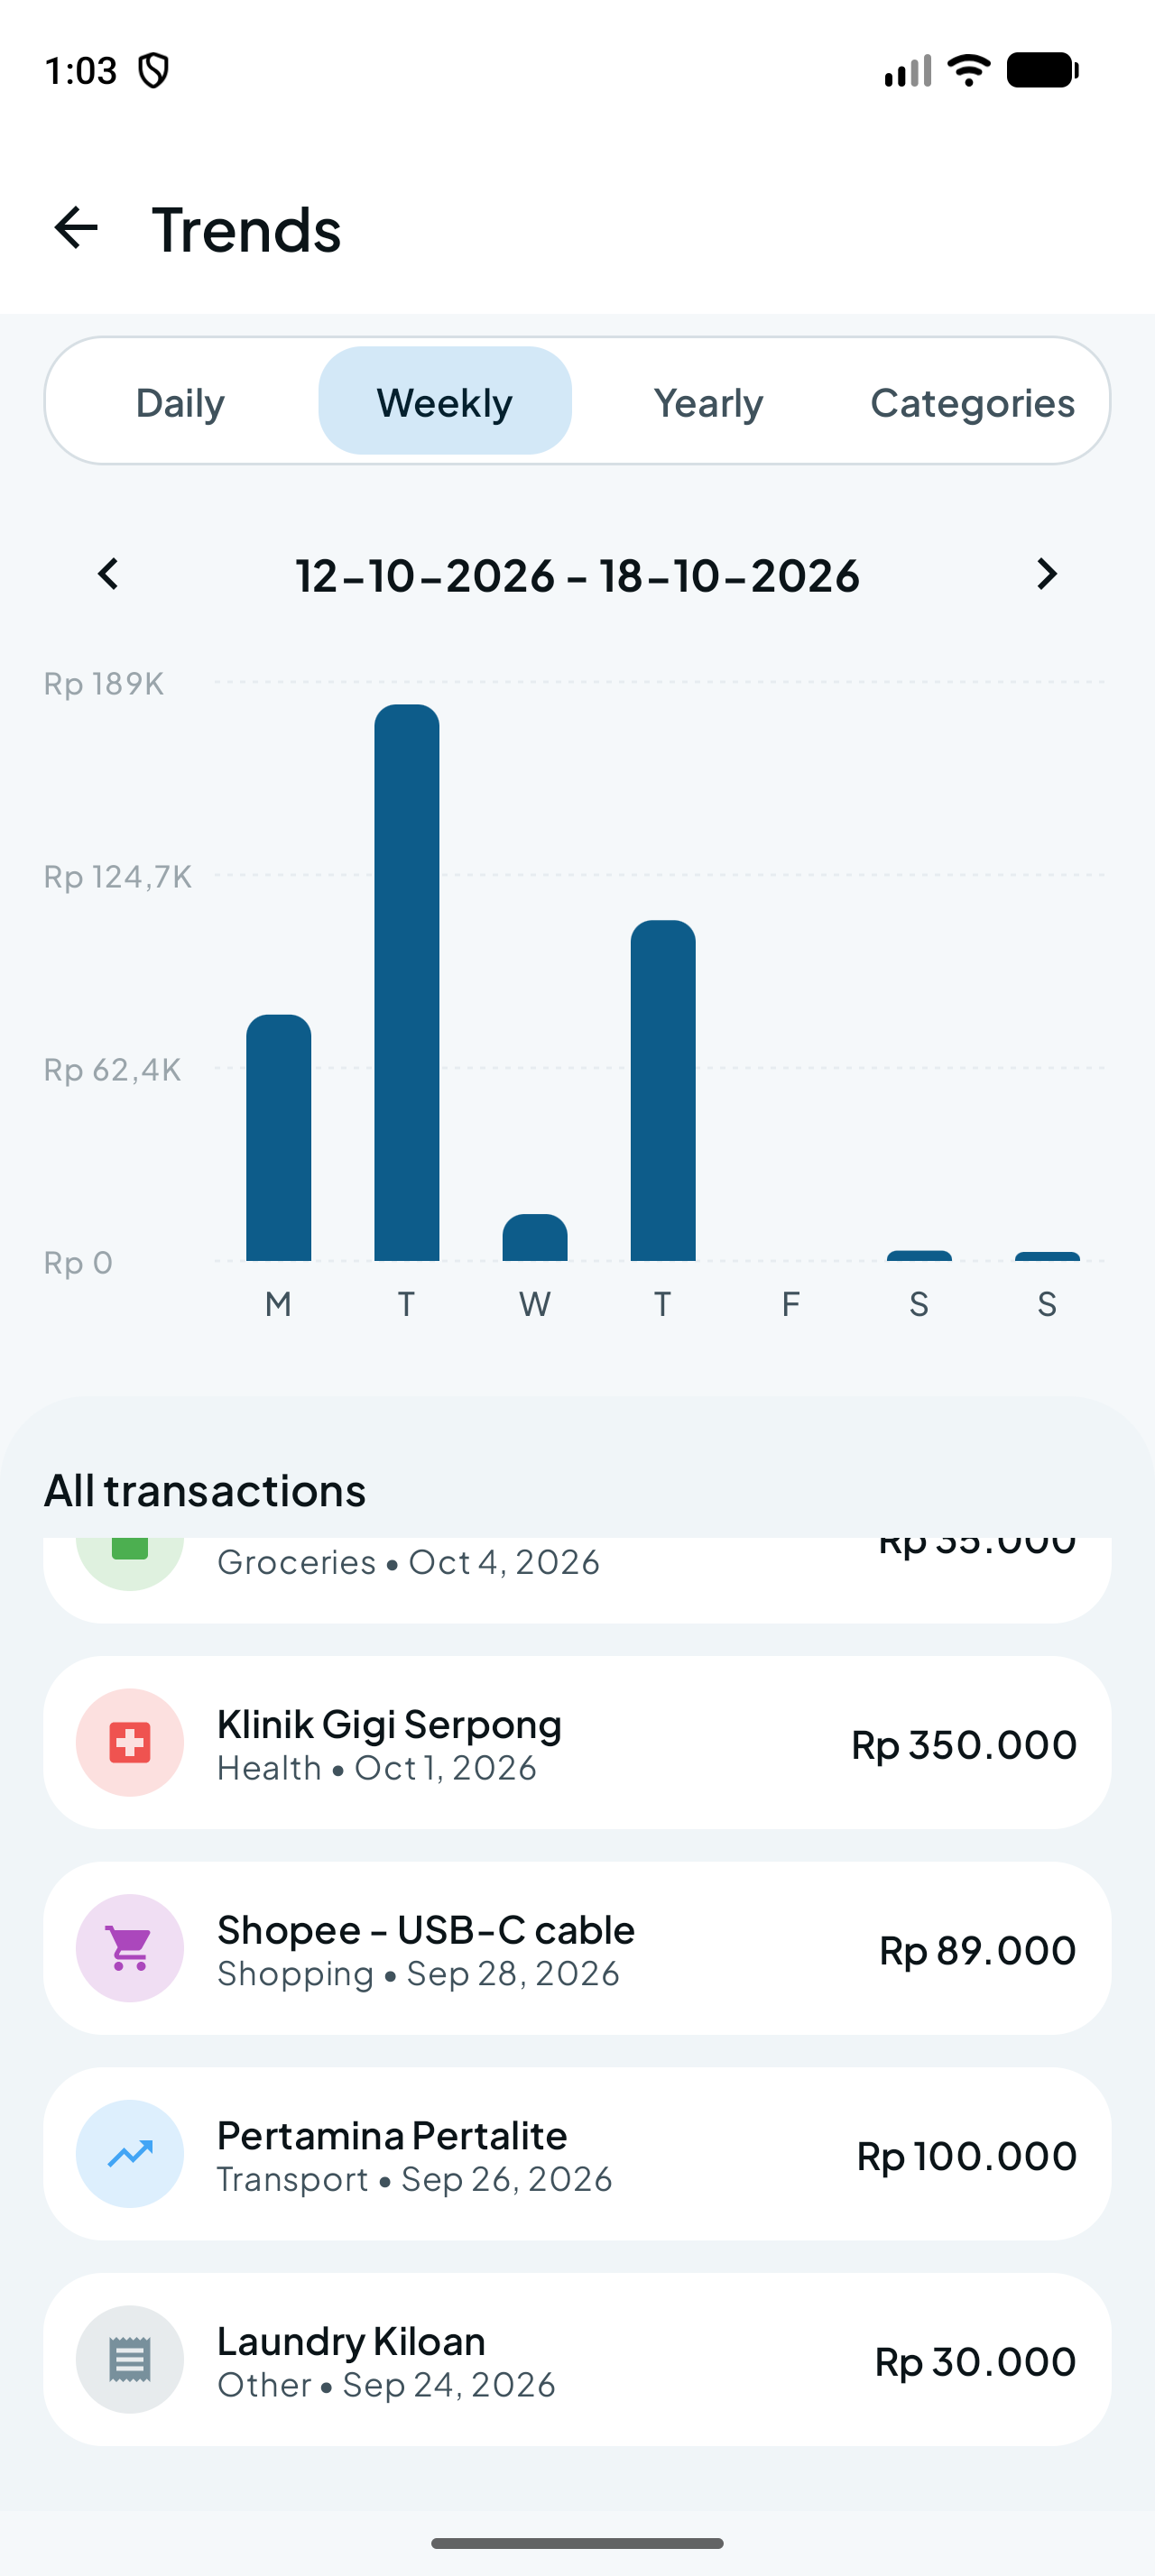 1:03
Trends
Daily Weekly Yearly Categories
12-10-2026 - 18-10-2026
Rp 189K
Rp 124,7K
Rp 62,4K
Rp 0
M T W T F S S
All transactions
Groceries • Oct 4, 2026
Rp 35.000
Klinik Gigi Serpong
Health • Oct 1, 2026
Rp 350.000
Shopee - USB-C cable
Shopping • Sep 28, 2026
Rp 89.000
Pertamina Pertalite
Transport • Sep 26, 2026
Rp 100.000
Laundry Kiloan
Other • Sep 24, 2026
Rp 30.000